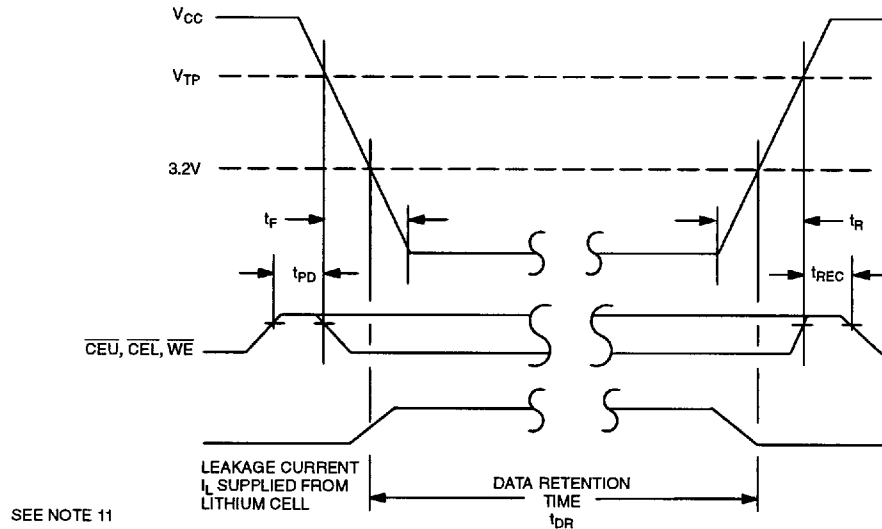 VCC
VTP
3.2V
tF
tR
tPD
tREC
CEU, CEL, WE
LEAKAGE CURRENT
IL SUPPLIED FROM
LITHIUM CELL
DATA RETENTION
TIME
tDR
SEE NOTE 11